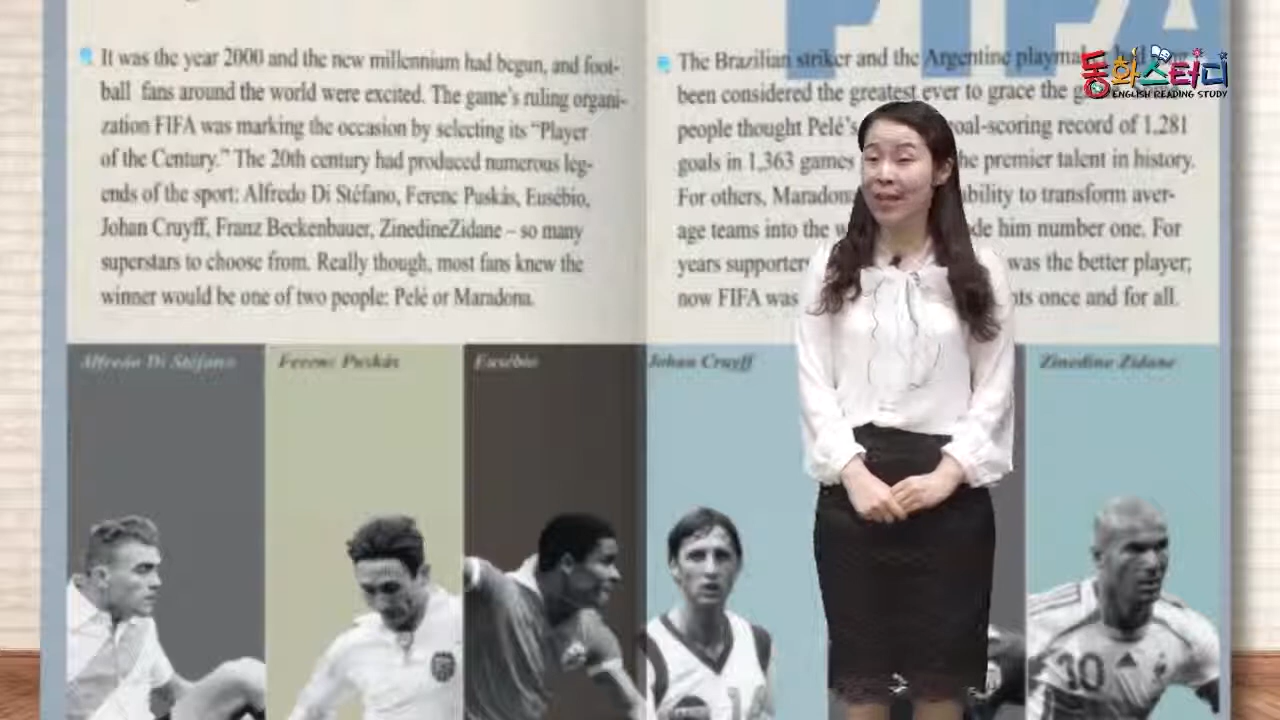 It was the year 2000 and the new millennium had begun, and foot-
ball fans around the world were excited. The game's ruling organi-
zation FIFA was marking the occasion by selecting its "Player
of the Century." The 20th century had produced numerous leg-
ends of the sport: Alfredo Di Stéfano, Ferenc Puskás, Eusébio,
Johan Cruyff, Franz Beckenbauer, ZinedineZidane – so many
superstars to choose from. Really though, most fans knew the
winner would be one of two people: Pelé or Maradona.
FIFA
The Brazilian striker and the Argentine
been considered the greatest ever to grace the
people thought Pelé's oal-scoring record of 1,281
goals in 1,363 games he premier talent in history.
For others, ability to transform aver-
age teams into the de him number one. For
years was the better player;
now FIFA was once and for all.
동화스터디
ENGLISH READING STUDY
Alfredo Di Stéfano
Ferenc Puskás
Eusébio
Johan Cruyff
Zinedine Zidane
10